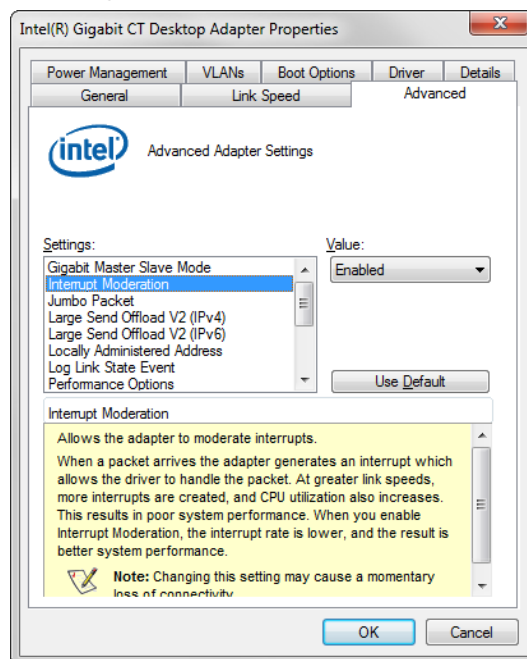 Intel(R) Gigabit CT Desktop Adapter Properties
Power Management VLANs Boot Options Driver Details
General Link Speed Advanced
intel Advanced Adapter Settings
Settings: Value:
Gigabit Master Slave Mode Enabled
Interrupt Moderation
Jumbo Packet
Large Send Offload V2 (IPv4)
Large Send Offload V2 (IPv6)
Locally Administered Address
Log Link State Event
Performance Options Use Default
Interrupt Moderation
Allows the adapter to moderate interrupts.
When a packet arrives the adapter generates an interrupt which
allows the driver to handle the packet. At greater link speeds,
more interrupts are created, and CPU utilization also increases.
This results in poor system performance. When you enable
Interrupt Moderation, the interrupt rate is lower, and the result is
better system performance.
Note: Changing this setting may cause a momentary
loss of connectivity
OK Cancel